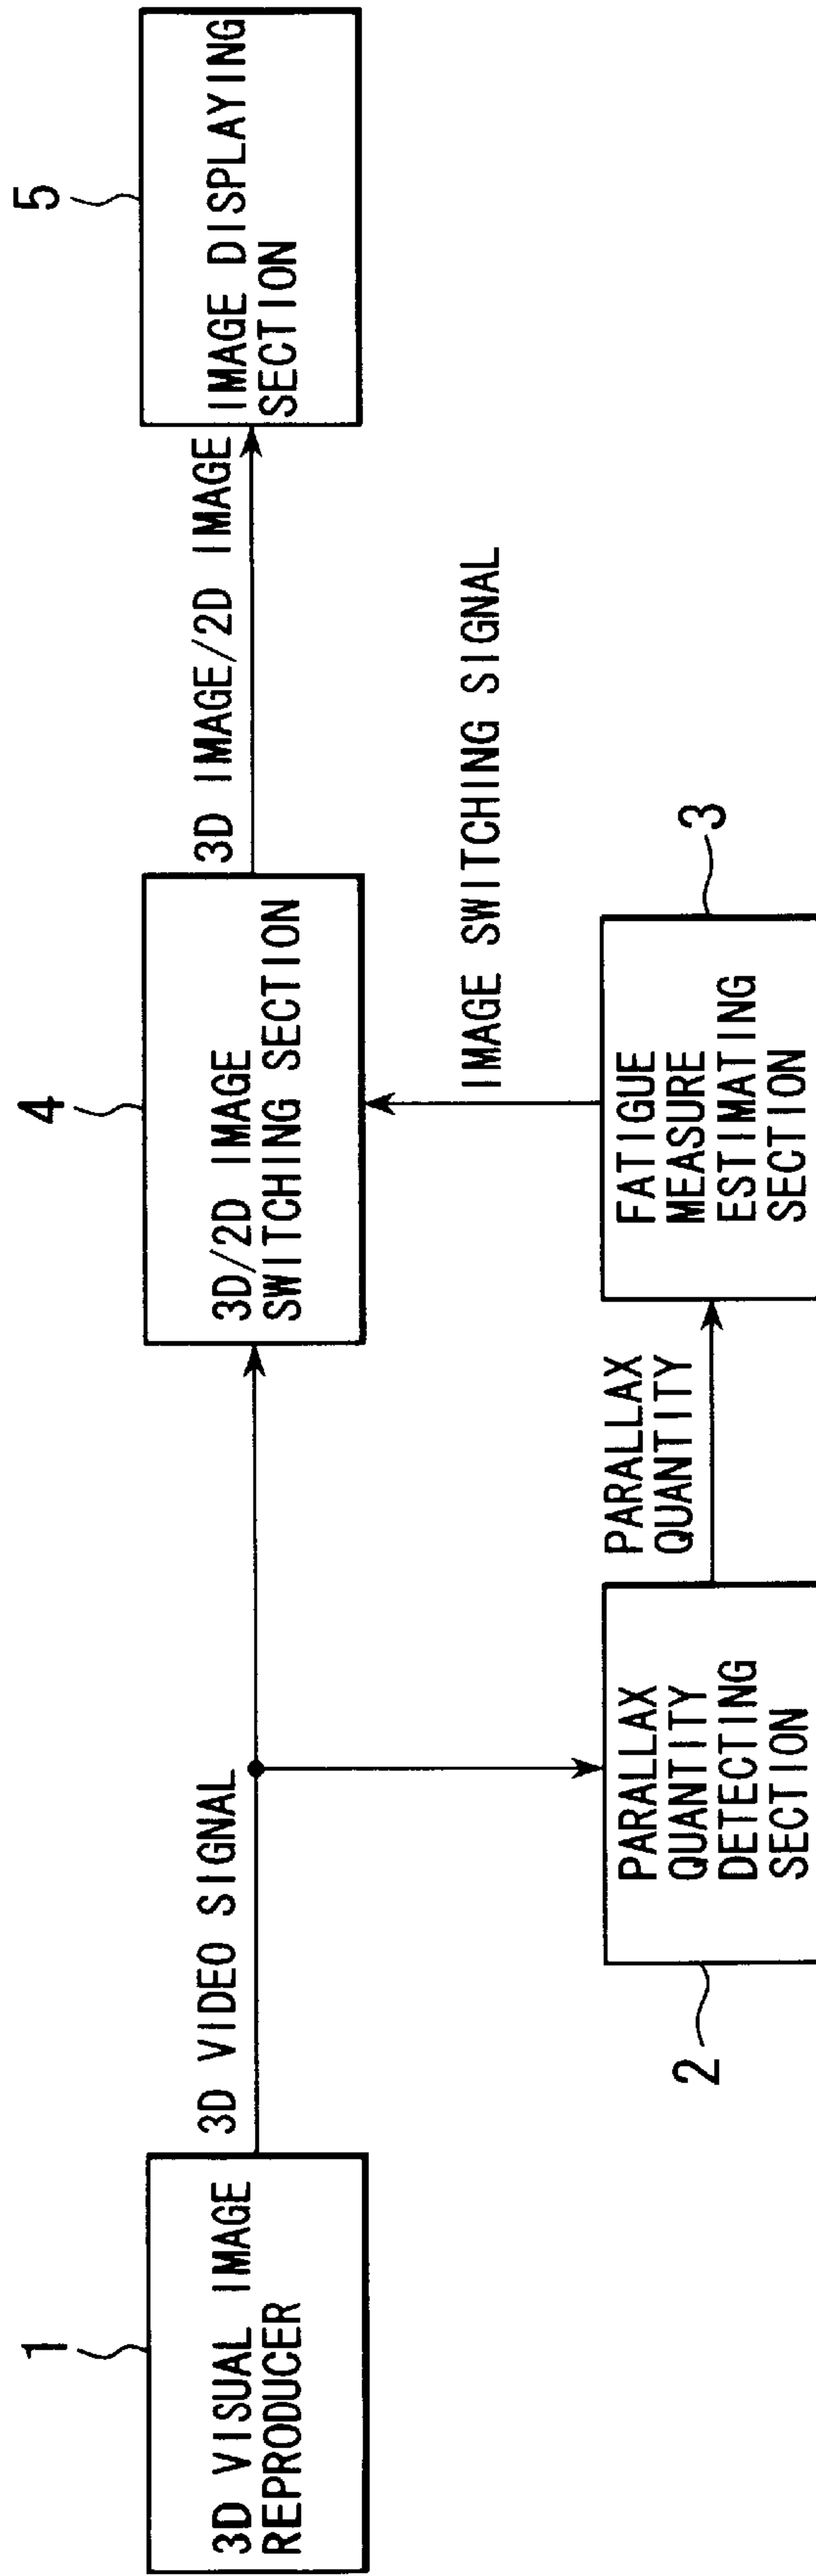 1
3D VISUAL IMAGE
REPRODUCER
3D VIDEO SIGNAL
4
3D/2D IMAGE
SWITCHING SECTION
3D IMAGE/2D IMAGE
5
IMAGE DISPLAYING
SECTION
2
PARALLAX
QUANTITY
DETECTING
SECTION
PARALLAX
QUANTITY
3
FATIGUE
MEASURE
ESTIMATING
SECTION
IMAGE SWITCHING SIGNAL